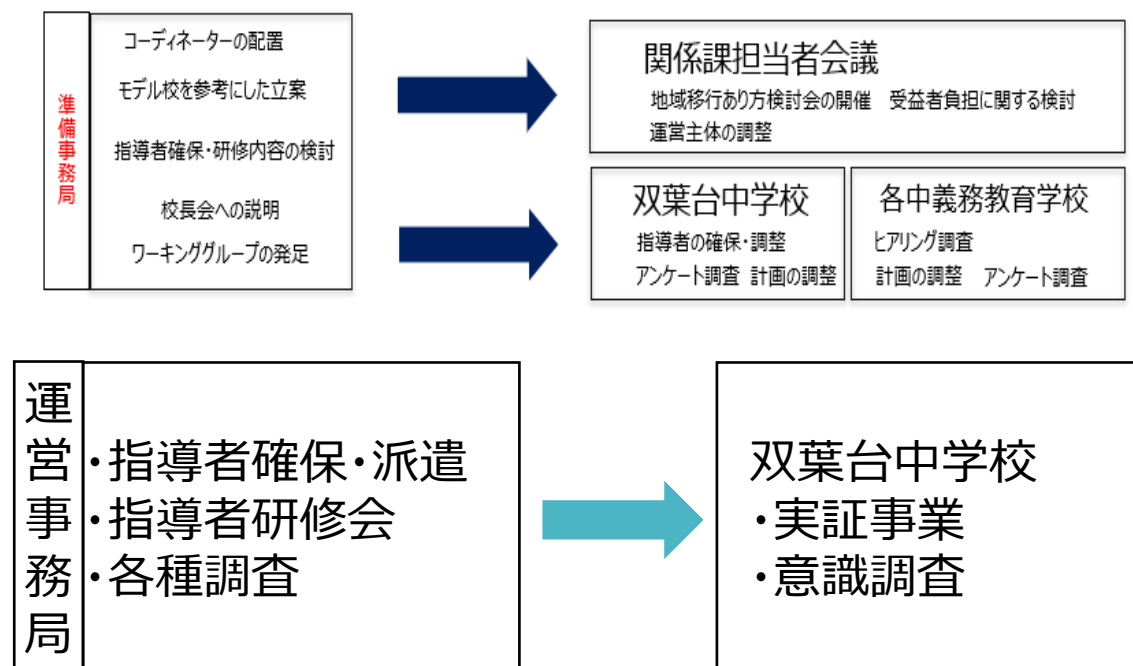 準備事務局
コーディネーターの配置
モデル校を参考にした立案
指導者確保・研修内容の検討
校長会への説明
ワーキンググループの発足
関係課担当者会議
地域移行あり方検討会の開催　受益者負担に関する検討
運営主体の調整
双葉台中学校
指導者の確保・調整
アンケート調査 計画の調整
各中義務教育学校
ヒアリング調査
計画の調整　アンケート調査
運営事務局
・指導者確保・派遣
・指導者研修会
・各種調査
双葉台中学校
・実証事業
・意識調査